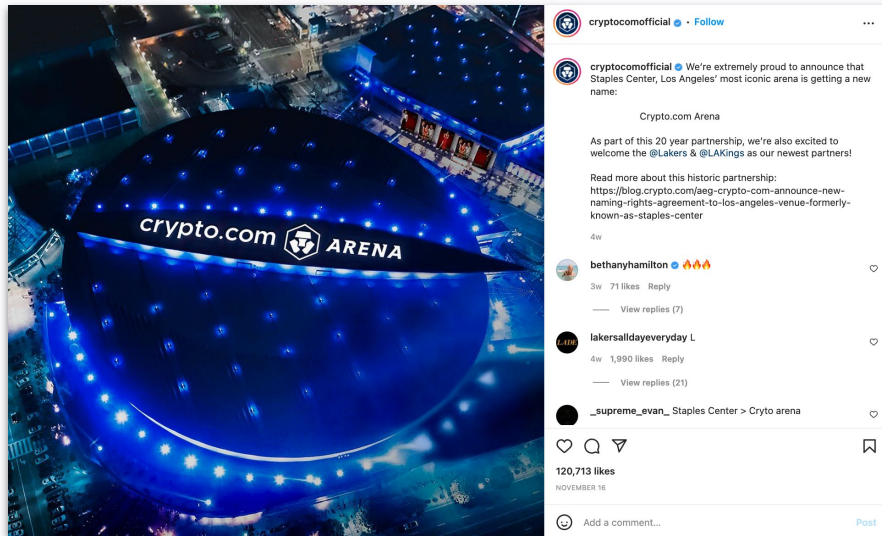 crypto.com ARENA
cryptocomofficial • Follow
cryptocomofficial We're extremely proud to announce that
Staples Center, Los Angeles' most iconic arena is getting a new
name:
Crypto.com Arena
As part of this 20 year partnership, we're also excited to
welcome the @Lakers & @LAKings as our newest partners!
Read more about this historic partnership:
https://blog.crypto.com/aeg-crypto-com-announce-new-
naming-rights-agreement-to-los-angeles-venue-formerly-
known-as-staples-center
4w
bethanyhamilton 🔥🔥🔥
3w 71 likes Reply
View replies (7)
LADE
lakersalldayeveryday L
4w 1,990 likes Reply
View replies (21)
_supreme_evan_ Staples Center > Cryto arena
120,713 likes
NOVEMBER 16
Add a comment...
Post